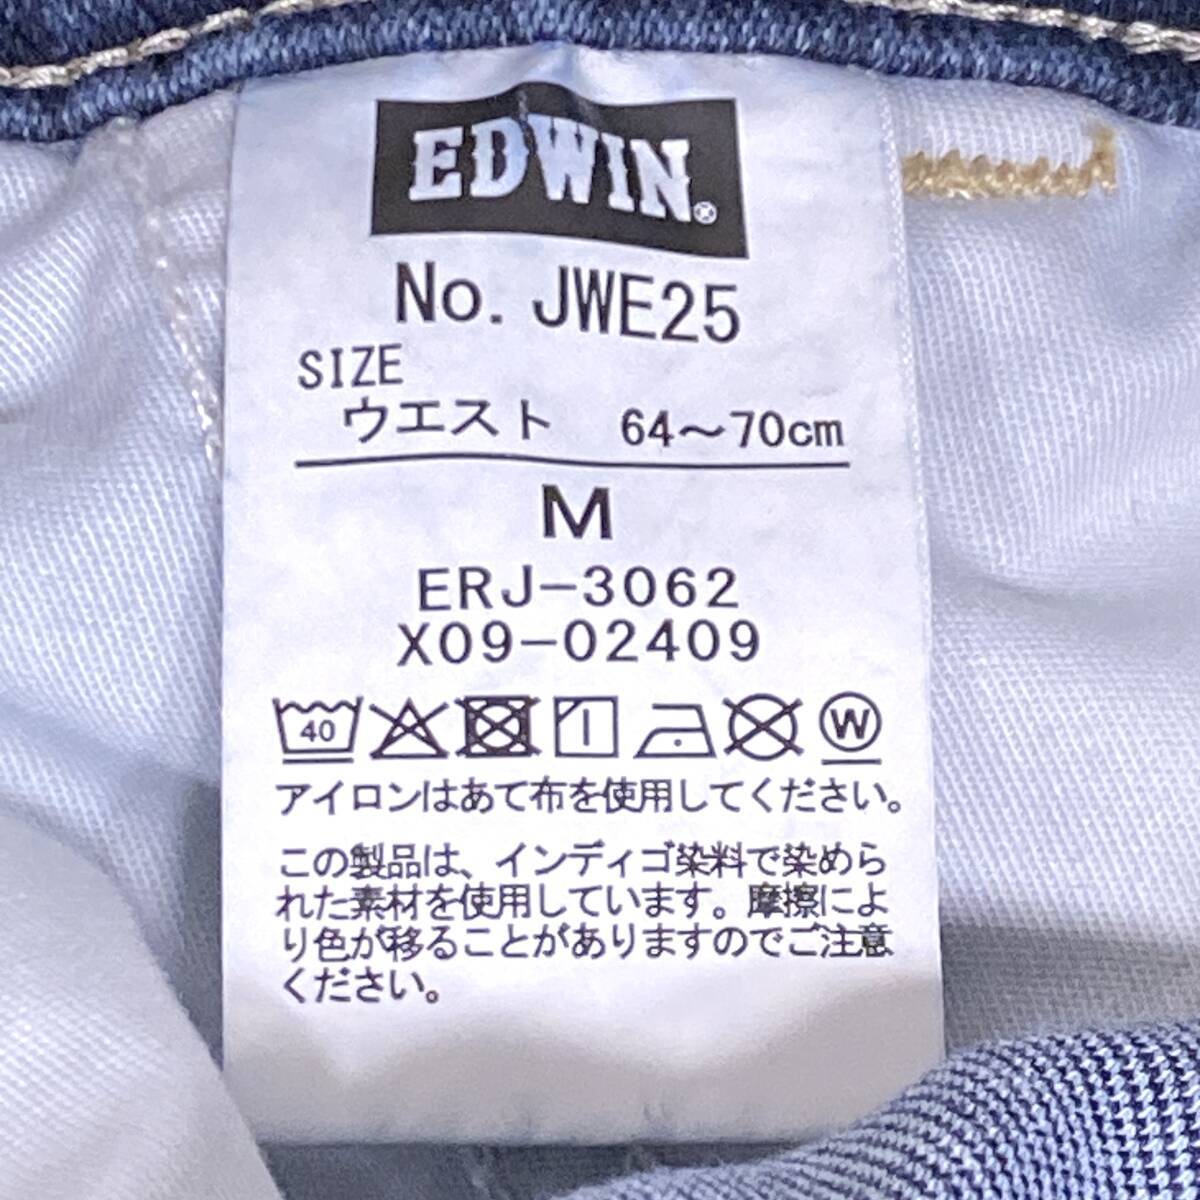 EDWIN®
No. JWE25
SIZE
ウエスト 64～70cm
M
ERJ-3062
X09-02409
40
W
アイロンはあて布を使用してください。
この製品は、インディゴ染料で染めら
れた素材を使用しています。摩擦によ
り色が移ることがありますのでご注意
ください。